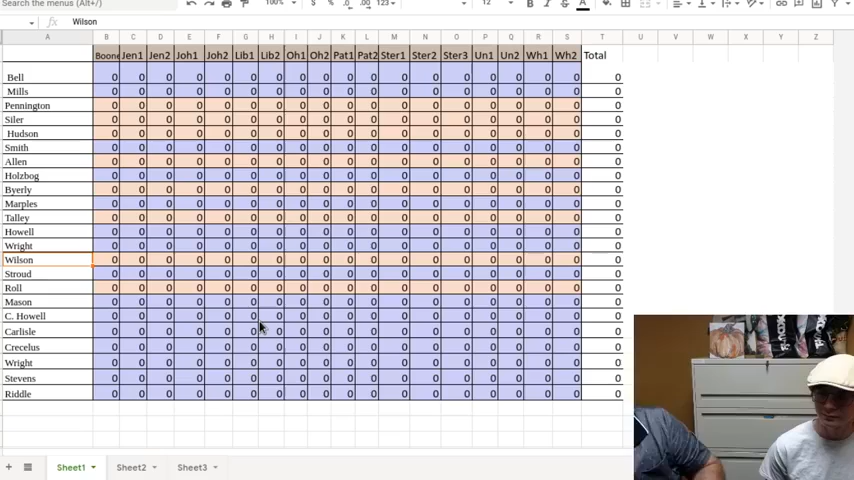 Search the menus (Alt+/) 100% $ % .0 .00 123 12 A
fx Wilson
A B C D E F G H I J K L M N O P Q R S T U V W X Y Z
Boone Jen1 Jen2 Joh1 Joh2 Lib1 Lib2 Oh1 Oh2 Pat1 Pat2 Ster1 Ster2 Ster3 Un1 Un2 Wh1 Wh2 Total
Bell 0 0 0 0 0 0 0 0 0 0 0 0 0 0 0 0 0 0 0
Mills 0 0 0 0 0 0 0 0 0 0 0 0 0 0 0 0 0 0 0
Pennington 0 0 0 0 0 0 0 0 0 0 0 0 0 0 0 0 0 0 0
Siler 0 0 0 0 0 0 0 0 0 0 0 0 0 0 0 0 0 0 0
Hudson 0 0 0 0 0 0 0 0 0 0 0 0 0 0 0 0 0 0 0
Smith 0 0 0 0 0 0 0 0 0 0 0 0 0 0 0 0 0 0 0
Allen 0 0 0 0 0 0 0 0 0 0 0 0 0 0 0 0 0 0 0
Holzbog 0 0 0 0 0 0 0 0 0 0 0 0 0 0 0 0 0 0 0
Byerly 0 0 0 0 0 0 0 0 0 0 0 0 0 0 0 0 0 0 0
Marples 0 0 0 0 0 0 0 0 0 0 0 0 0 0 0 0 0 0 0
Talley 0 0 0 0 0 0 0 0 0 0 0 0 0 0 0 0 0 0 0
Howell 0 0 0 0 0 0 0 0 0 0 0 0 0 0 0 0 0 0 0
Wright 0 0 0 0 0 0 0 0 0 0 0 0 0 0 0 0 0 0 0
Wilson 0 0 0 0 0 0 0 0 0 0 0 0 0 0 0 0 0 0 0
Stroud 0 0 0 0 0 0 0 0 0 0 0 0 0 0 0 0 0 0 0
Roll 0 0 0 0 0 0 0 0 0 0 0 0 0 0 0 0 0 0 0
Mason 0 0 0 0 0 0 0 0 0 0 0 0 0 0 0 0 0 0 0
C. Howell 0 0 0 0 0 0 0 0 0 0 0 0 0 0 0 0 0 0 0
Carlisle 0 0 0 0 0 0 0 0 0 0 0 0 0 0 0 0 0 0 0
Crecelus 0 0 0 0 0 0 0 0 0 0 0 0 0 0 0 0 0 0 0
Wright 0 0 0 0 0 0 0 0 0 0 0 0 0 0 0 0 0 0 0
Stevens 0 0 0 0 0 0 0 0 0 0 0 0 0 0 0 0 0 0 0
Riddle 0 0 0 0 0 0 0 0 0 0 0 0 0 0 0 0 0 0 0
Sheet1 Sheet2 Sheet3